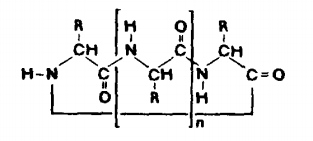 R H O R
CH N C CH
H-N C CH N C=O
O R H
n